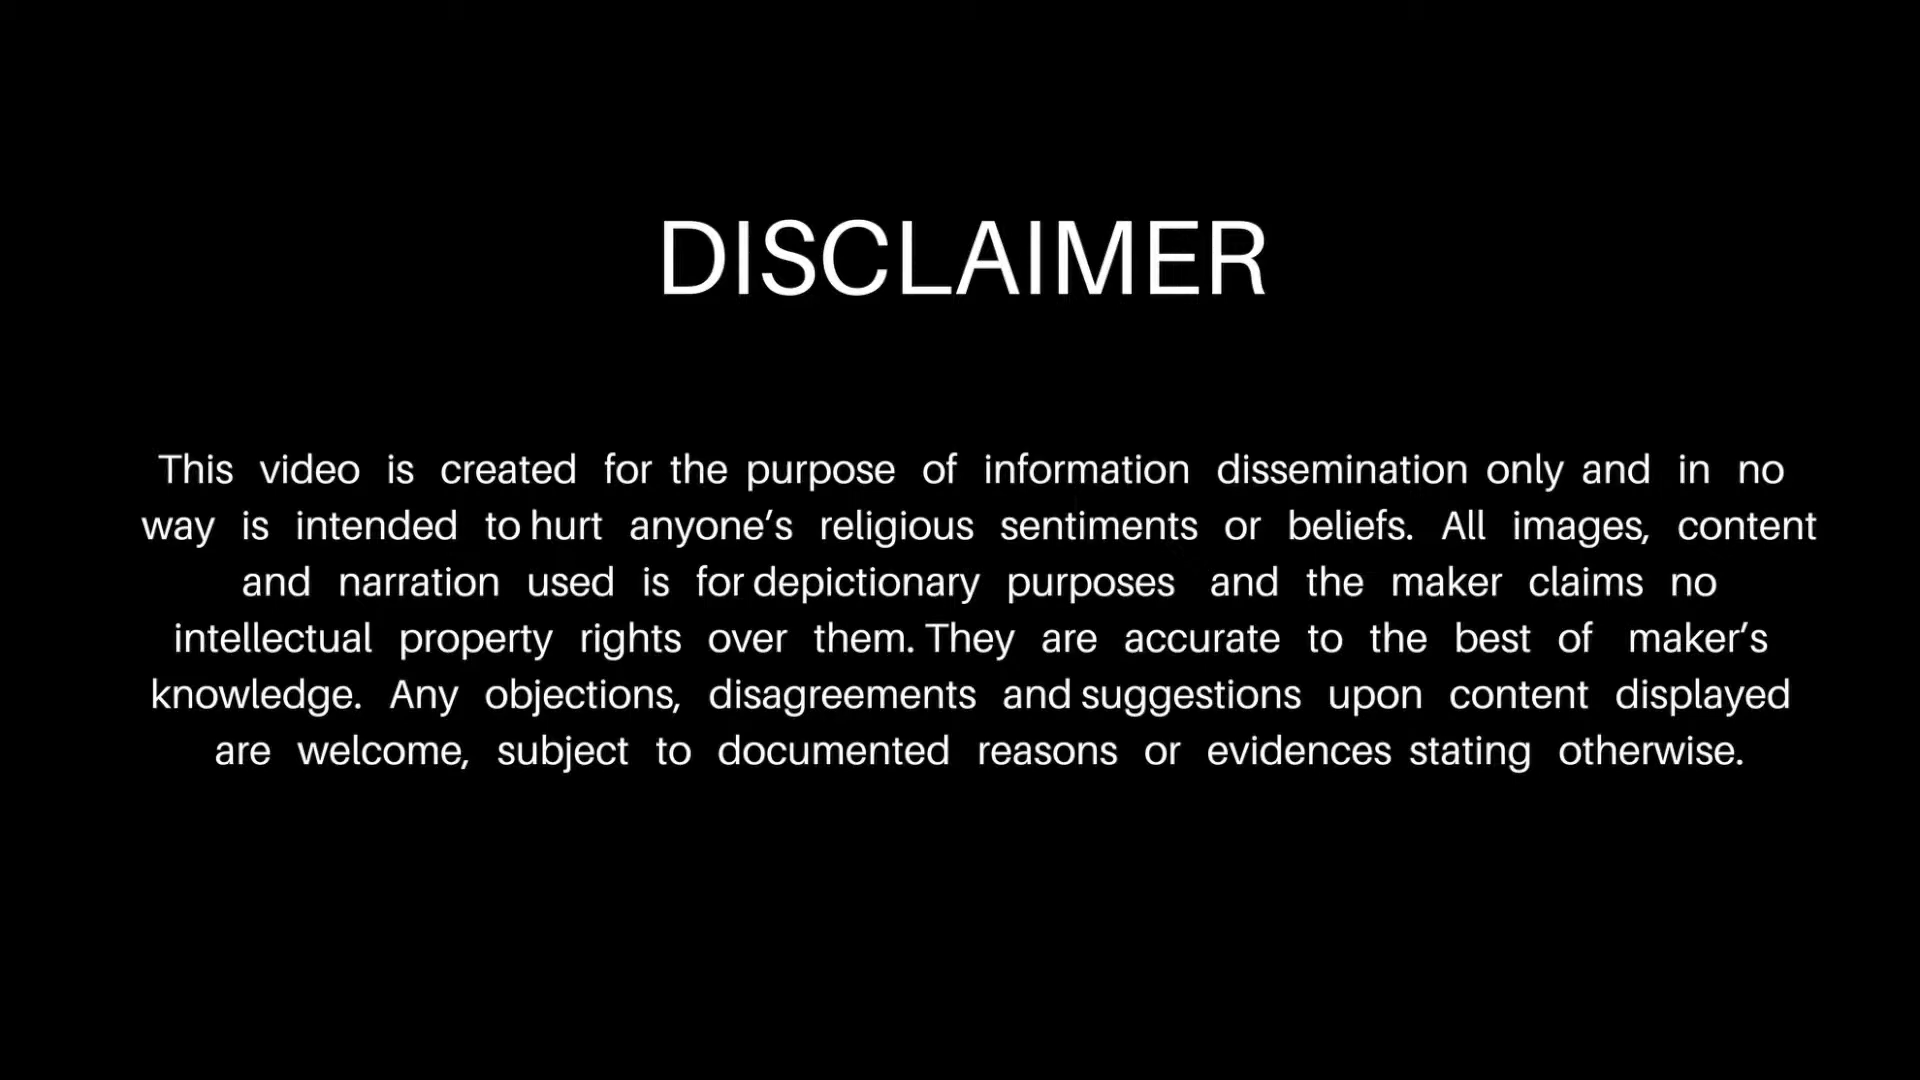 DISCLAIMER
This video is created for the purpose of information dissemination only and in no
way is intended to hurt anyone’s religious sentiments or beliefs. All images, content
and narration used is for depictionary purposes and the maker claims no
intellectual property rights over them. They are accurate to the best of maker’s
knowledge. Any objections, disagreements and suggestions upon content displayed
are welcome, subject to documented reasons or evidences stating otherwise.